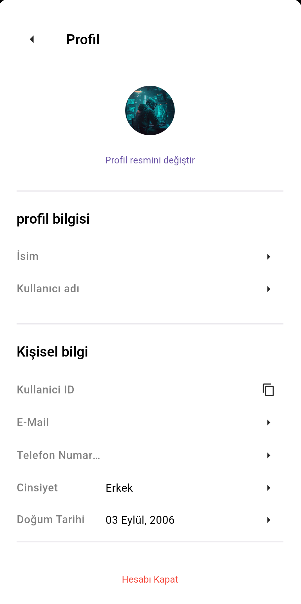 Profil
Profil resmini değiştir
profil bilgisi
İsim
Kullanıcı adı
Kişisel bilgi
Kullanici ID
E-Mail
Telefon Numar...
Cinsiyet Erkek
Doğum Tarihi 03 Eylül, 2006
Hesabı Kapat